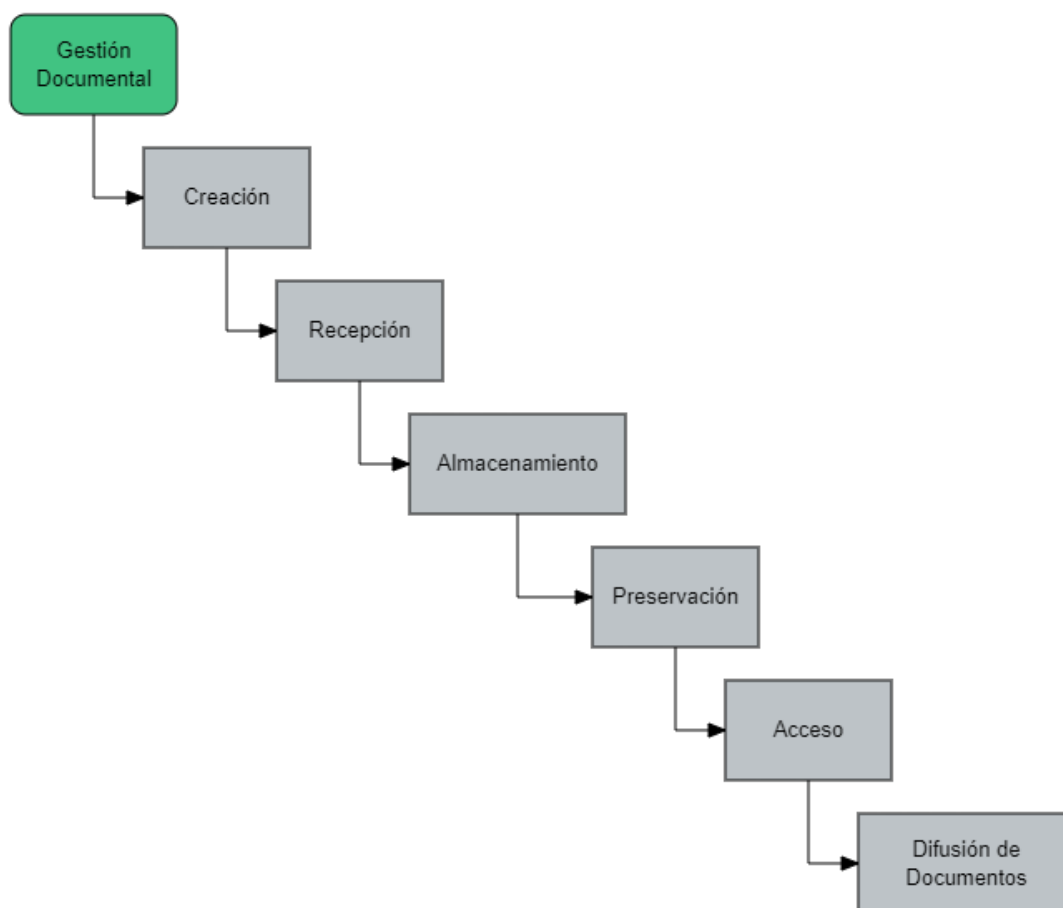 Gestión
Documental
Creación
Recepción
Almacenamiento
Preservación
Acceso
Difusión de
Documentos